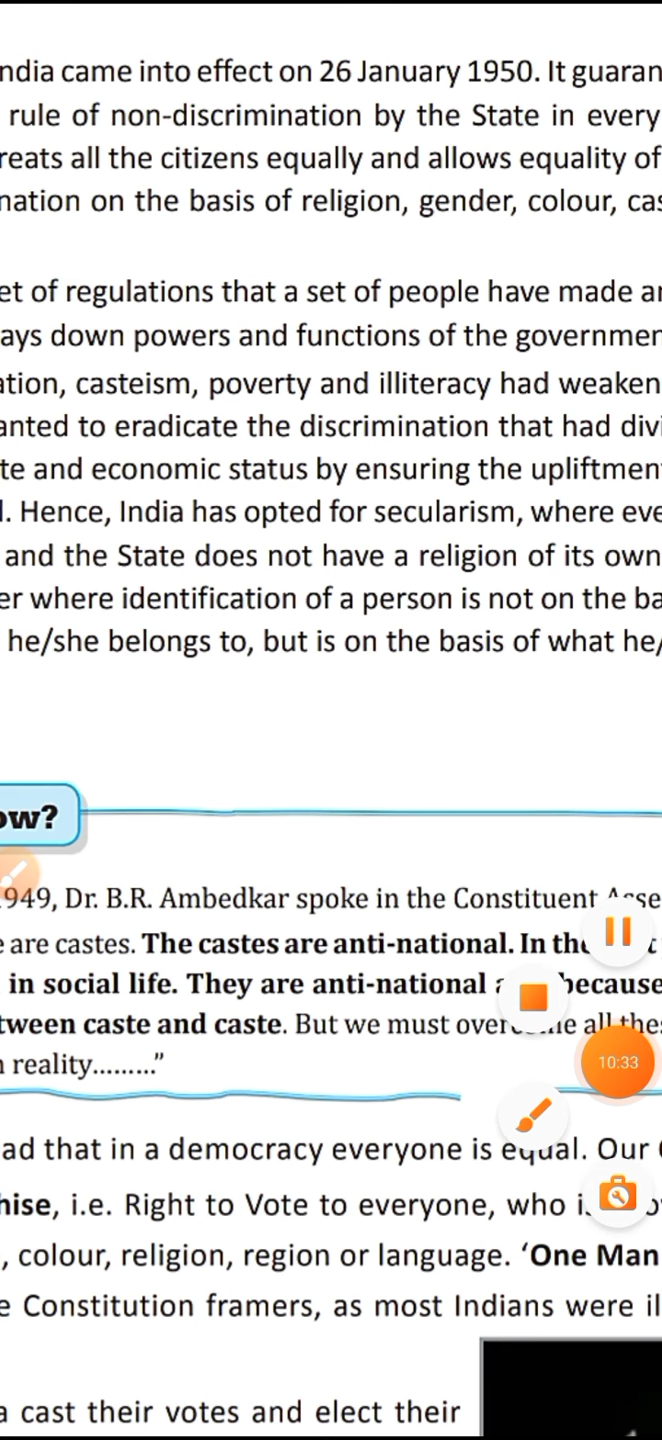 ndia came into effect on 26 January 1950. It guaran
rule of non-discrimination by the State in every
reats all the citizens equally and allows equality of
nation on the basis of religion, gender, colour, cas
et of regulations that a set of people have made an
ays down powers and functions of the governmen
ation, casteism, poverty and illiteracy had weaken
anted to eradicate the discrimination that had divi
te and economic status by ensuring the upliftment
l. Hence, India has opted for secularism, where eve
and the State does not have a religion of its own
er where identification of a person is not on the ba
he/she belongs to, but is on the basis of what he/
ow?
1949, Dr. B.R. Ambedkar spoke in the Constituent Asse
e are castes. The castes are anti-national. In the
in social life. They are anti-national because
tween caste and caste. But we must overcome all thes
n reality.........”
10:33
ad that in a democracy everyone is equal. Our
hise, i.e. Right to Vote to everyone, who
, colour, religion, region or language. ‘One Man
e Constitution framers, as most Indians were il
a cast their votes and elect their